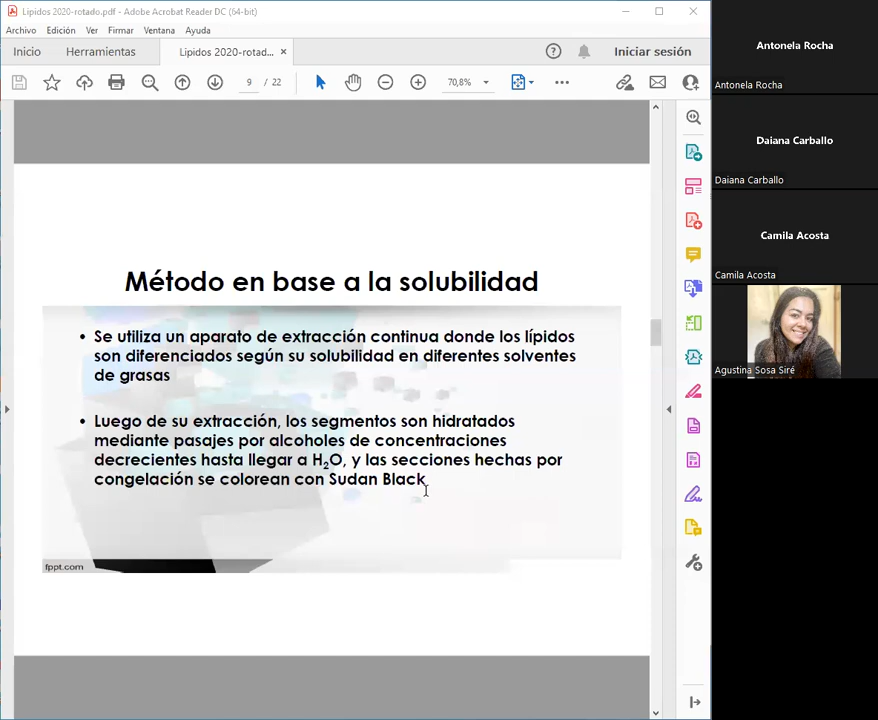 Lipidos 2020-rotado.pdf - Adobe Acrobat Reader DC (64-bit)
Archivo Edición Ver Firmar Ventana Ayuda
Inicio Herramientas Lipidos 2020-rotad... Iniciar sesión
9 / 22 70,8%
Método en base a la solubilidad
• Se utiliza un aparato de extracción continua donde los lípidos
son diferenciados según su solubilidad en diferentes solventes
de grasas
• Luego de su extracción, los segmentos son hidratados
mediante pasajes por alcoholes de concentraciones
decrecientes hasta llegar a H₂O, y las secciones hechas por
congelación se colorean con Sudan Black
fppt.com
Antonela Rocha
Antonela Rocha
Daiana Carballo
Daiana Carballo
Camila Acosta
Camila Acosta
Agustina Sosa Siré